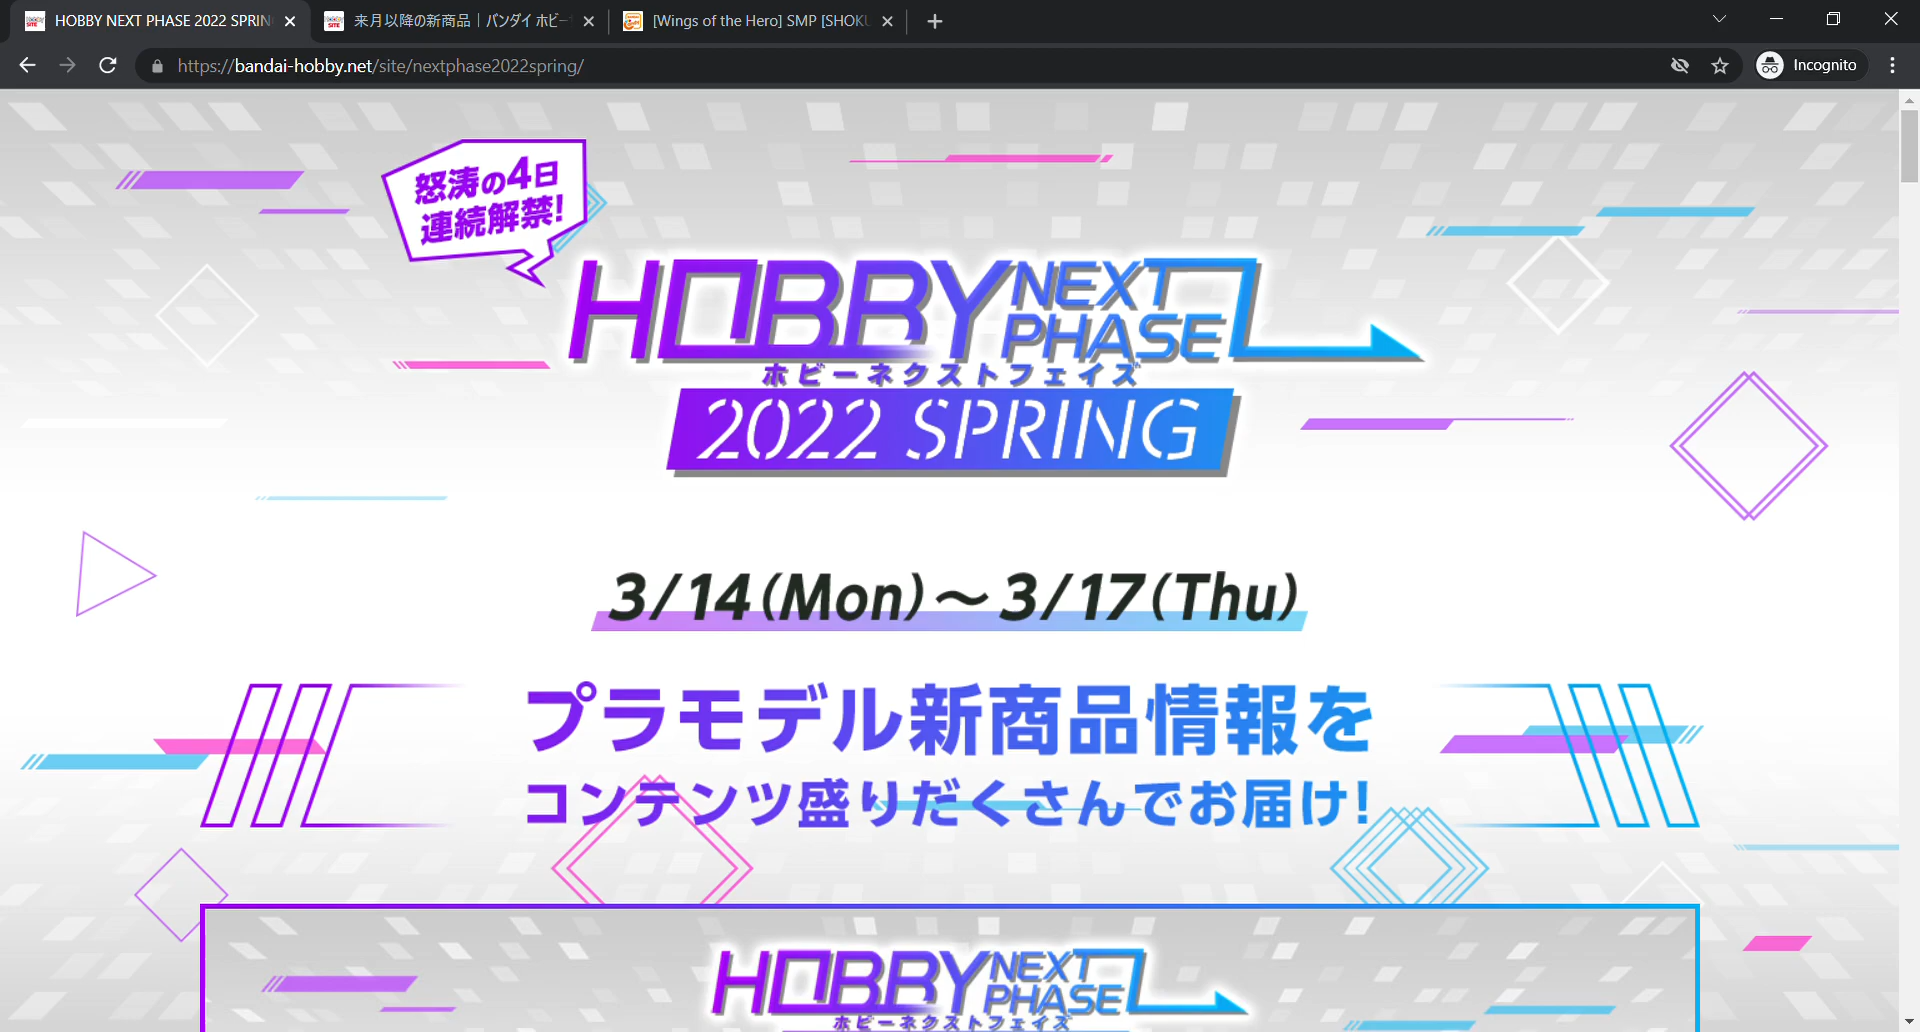 HOBBY NEXT PHASE 2022 SPRIN
来月以降の新商品｜バンダイ ホビー
[Wings of the Hero] SMP [SHOKU
https://bandai-hobby.net/site/nextphase2022spring/
Incognito
怒涛の4日
連続解禁!
HOBBY NEXT PHASE
ホビーネクストフェイズ
2022 SPRING
3/14(Mon)〜3/17(Thu)
プラモデル新商品情報を
コンテンツ盛りだくさんでお届け!
HOBBY NEXT PHASE
ホビーネクストフェイズ